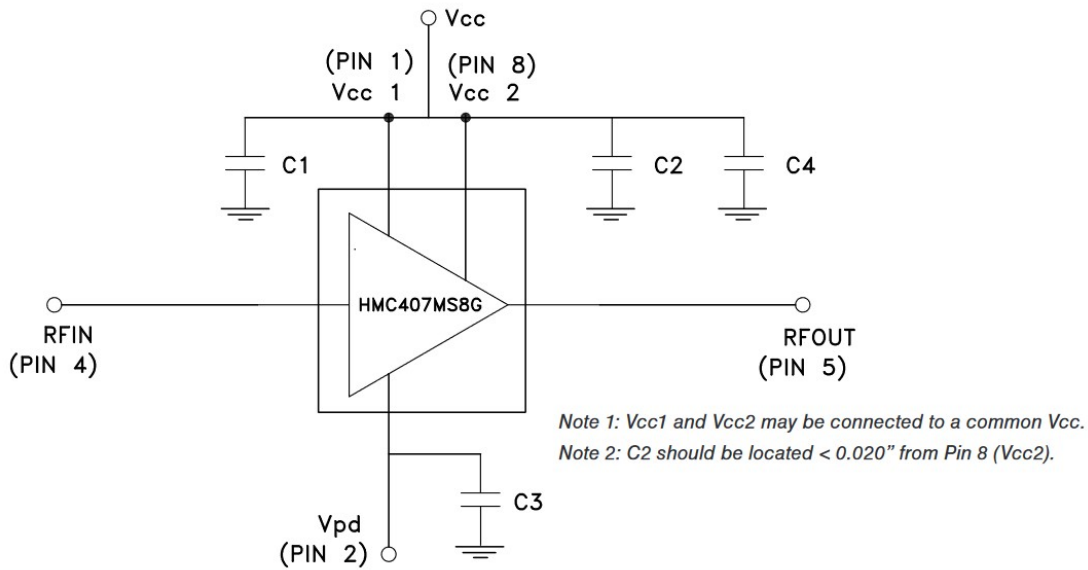 Vcc
(PIN 1)
Vcc 1
(PIN 8)
Vcc 2
C1
C2
C4
HMC407MS8G
RFIN
(PIN 4)
RFOUT
(PIN 5)
Note 1: Vcc1 and Vcc2 may be connected to a common Vcc.
Note 2: C2 should be located < 0.020” from Pin 8 (Vcc2).
C3
Vpd
(PIN 2)